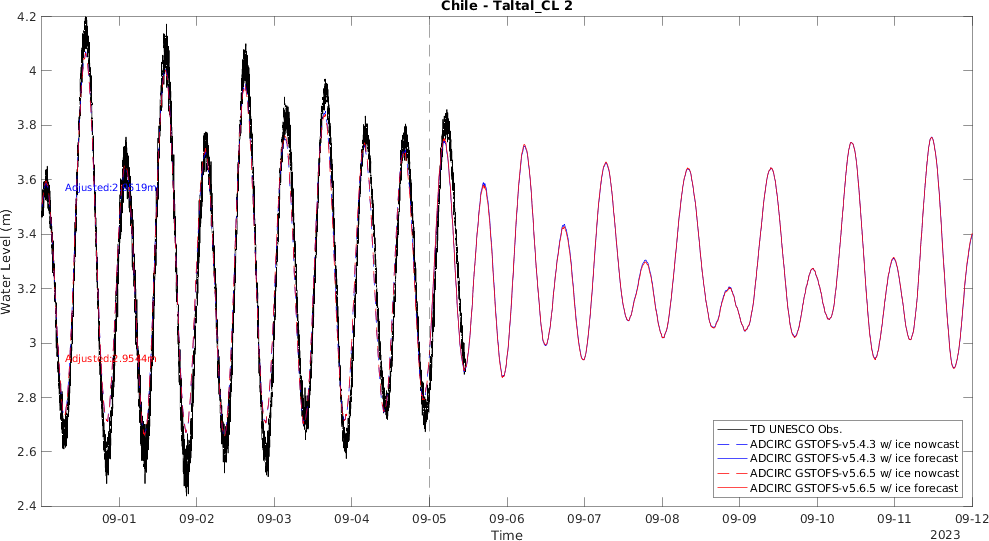 Chile - Taltal_CL 2
4.2
4
3.8
3.6
3.4
3.2
3
2.8
2.6
2.4
Water Level (m)
Adjusted:2.9544m
09-01
09-02
09-03
09-04
09-05
09-06
09-07
09-08
09-09
09-10
09-11
09-12
Time
2023
TD UNESCO Obs.
ADCIRC GSTOFS-v5.4.3 w/ ice nowcast
ADCIRC GSTOFS-v5.4.3 w/ ice forecast
ADCIRC GSTOFS-v5.6.5 w/ ice nowcast
ADCIRC GSTOFS-v5.6.5 w/ ice forecast